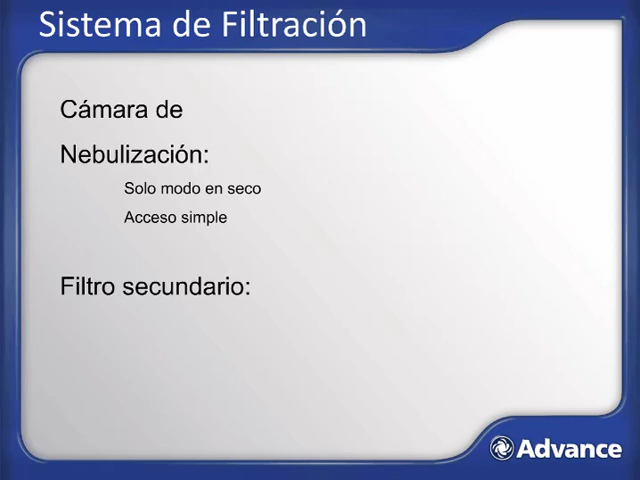 Sistema de Filtración
Cámara de
Nebulización:
Solo modo en seco
Acceso simple
Filtro secundario:
Advance